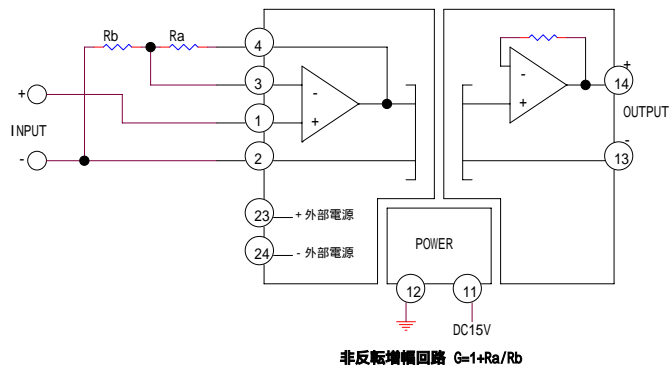 Rb
Ra
4
3
1
2
+
INPUT
-
-
+
-
+
+
14
OUTPUT
-
13
23
+ 外部電源
24
- 外部電源
POWER
12
11
DC15V
非反転増幅回路 G=1+Ra/Rb